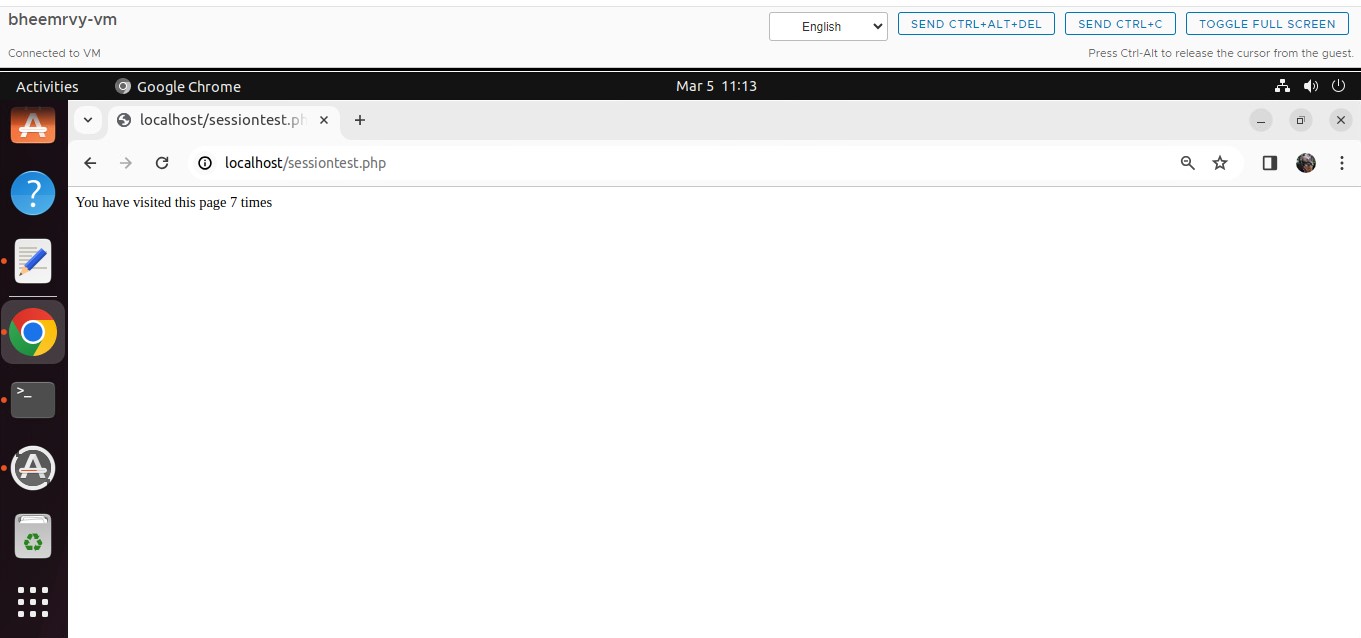 bheemrvy-vm
English
SEND CTRL+ALT+DEL
SEND CTRL+C
TOGGLE FULL SCREEN
Connected to VM
Press Ctrl-Alt to release the cursor from the guest.
Activities
Google Chrome
Mar 5 11:13
localhost/sessiontest.ph
localhost/sessiontest.php
You have visited this page 7 times